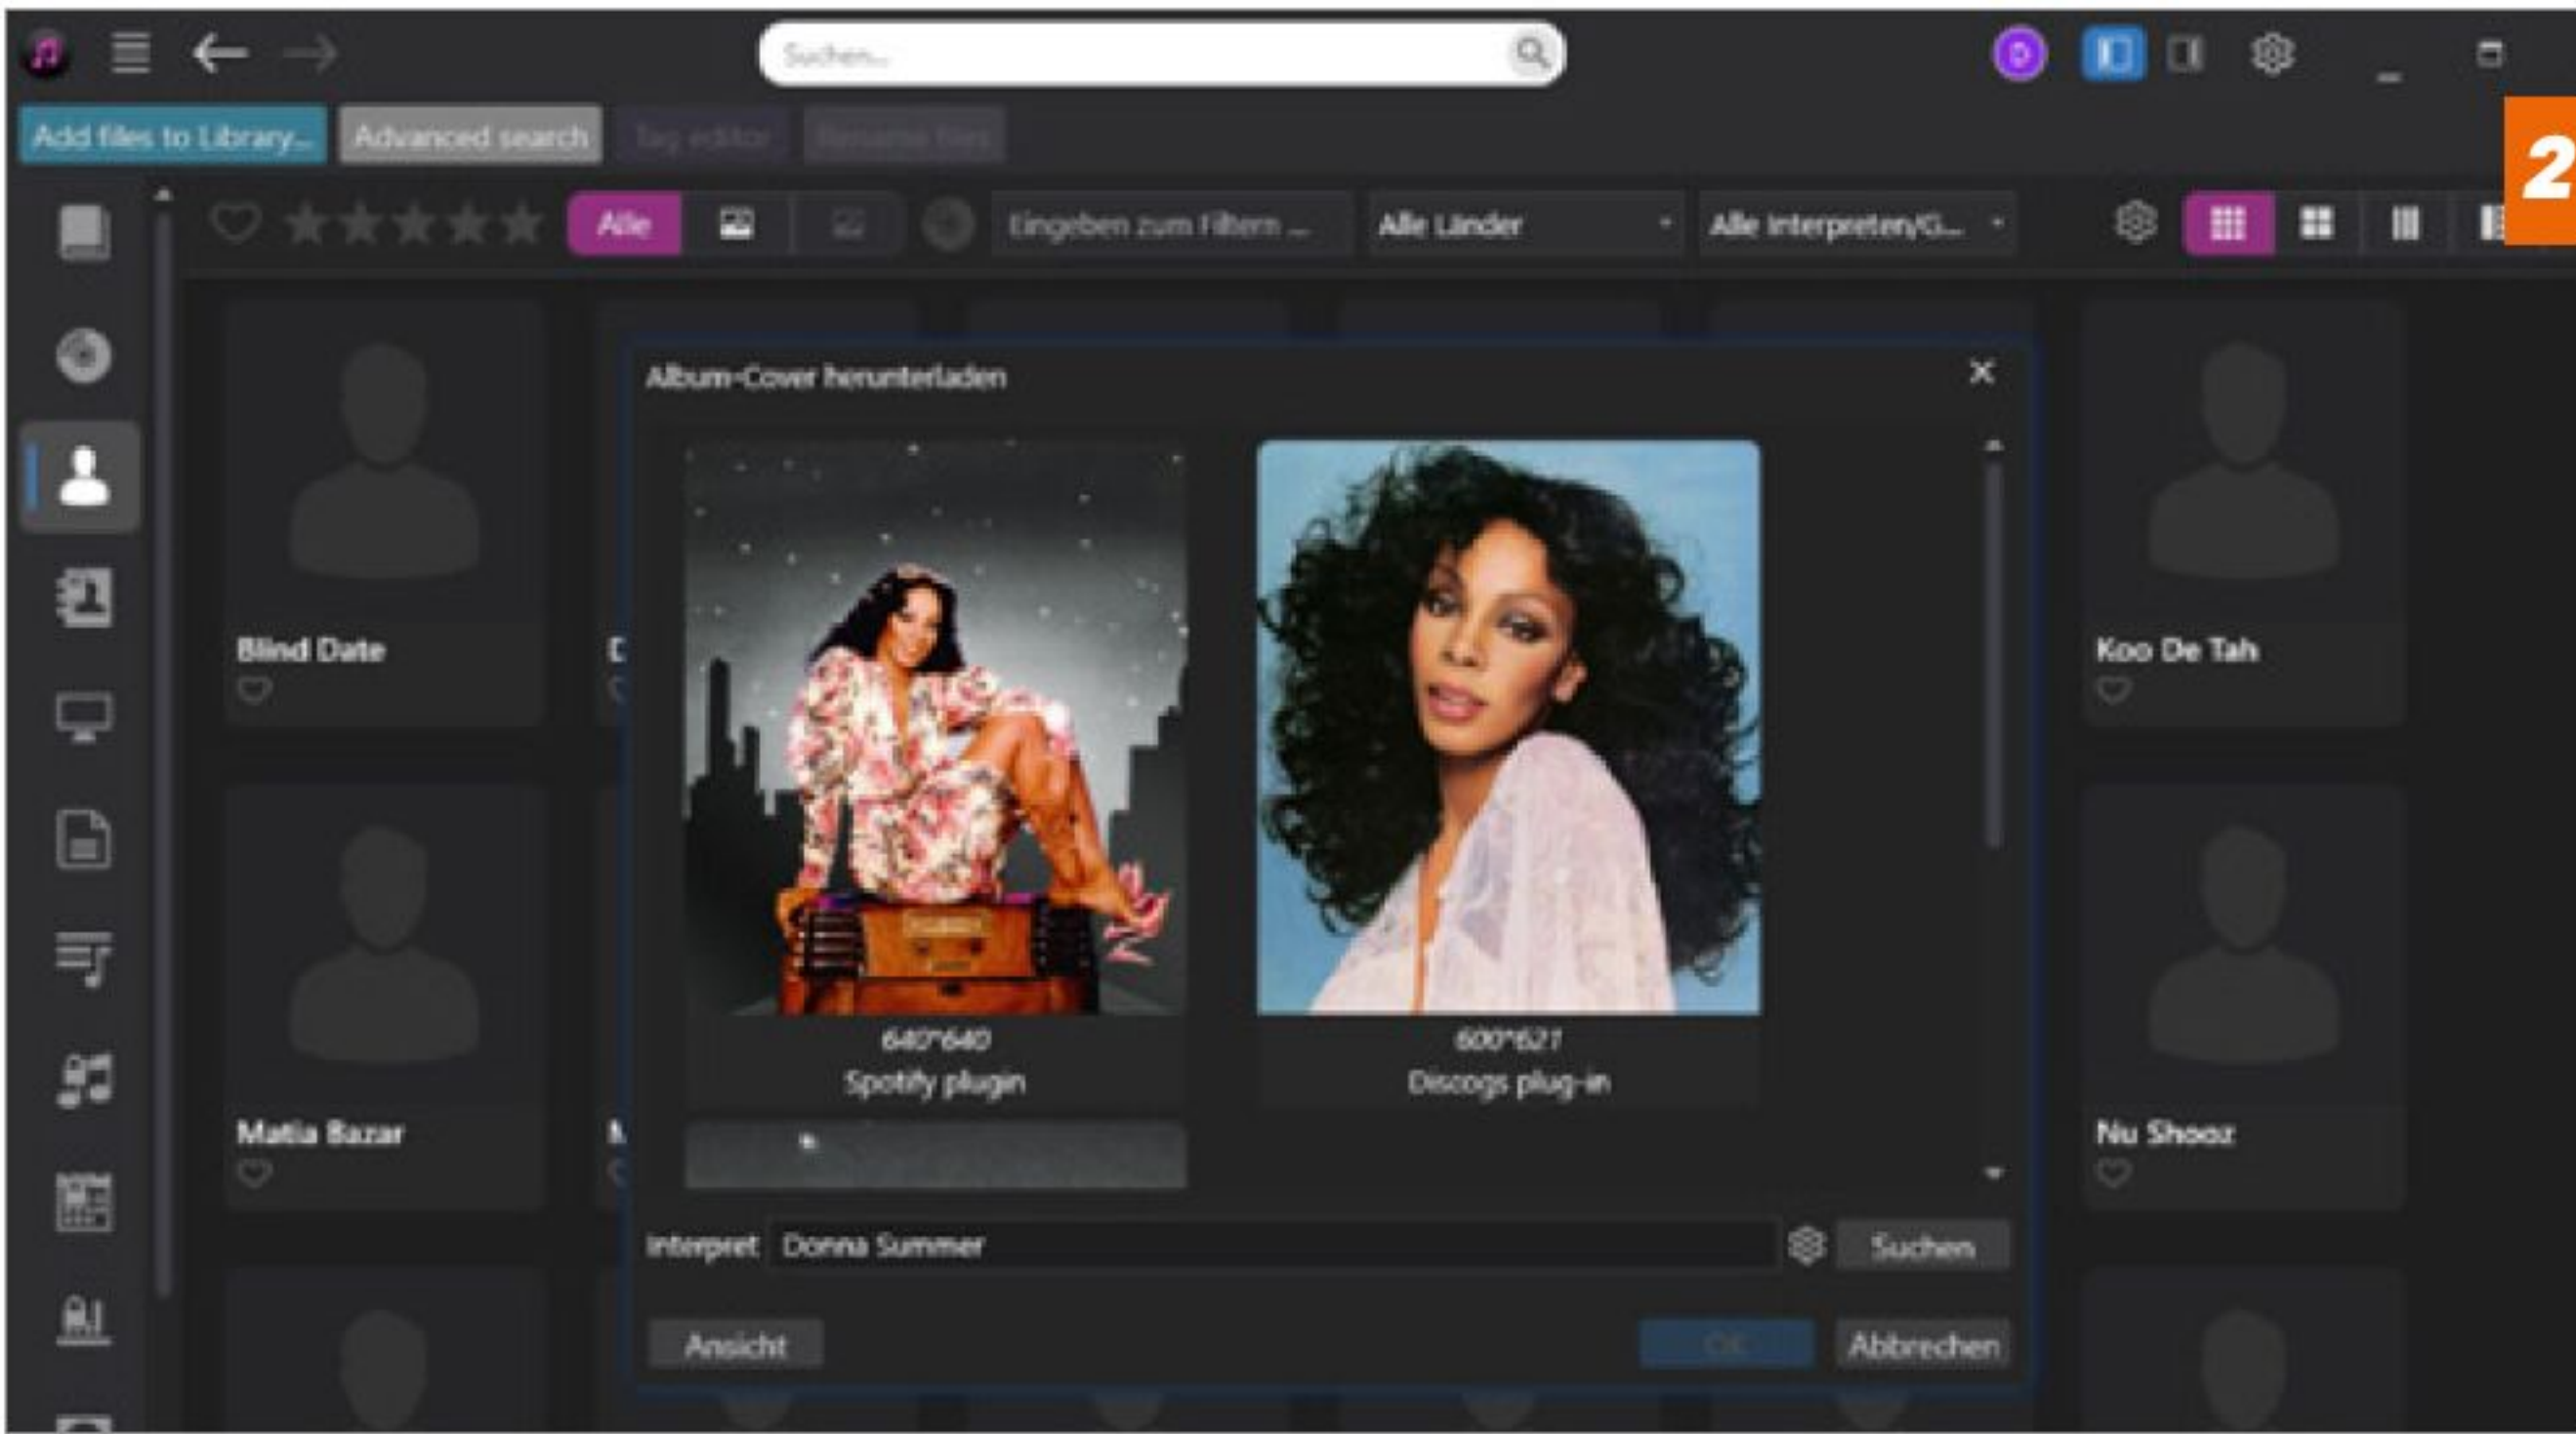 Suchen...
D
Add files to Library...
Advanced search
Tag editor
Rename files
2
Alle
Eingeben zum Filtern ...
Alle Länder
Alle Interpreten/G...
Album-Cover herunterladen
Blind Date
Koo De Tah
640*640
600*621
Spotify plugin
Discogs plug-in
Matia Bazar
Nu Shooz
Interpret
Donna Summer
Suchen
Ansicht
OK
Abbrechen